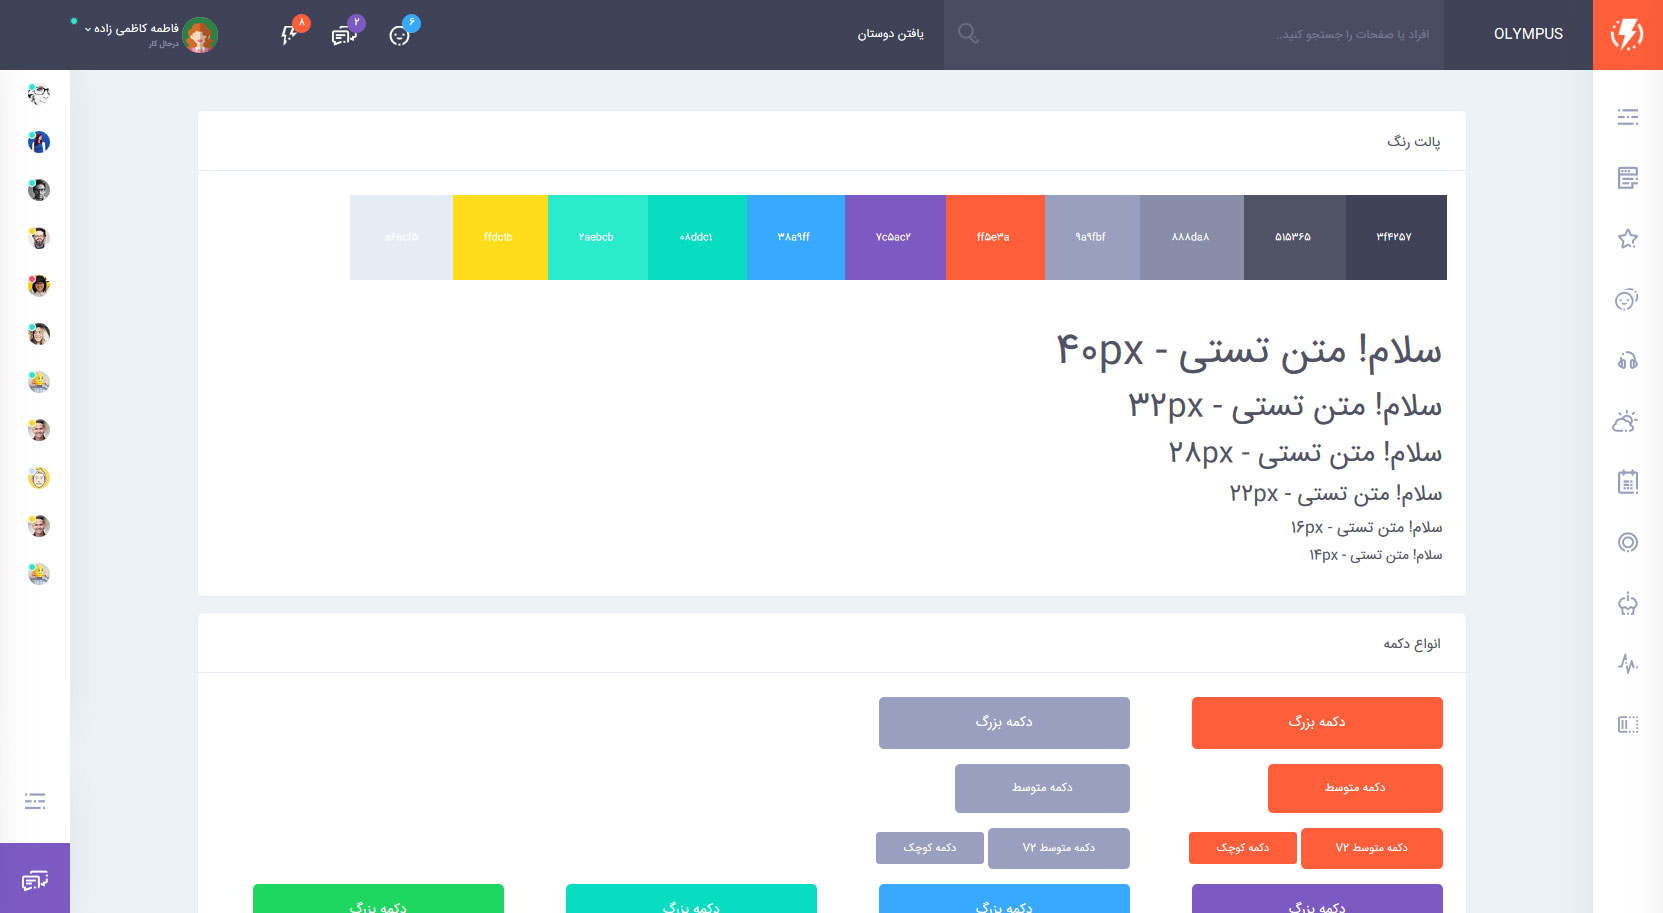 OLYMPUS
افراد یا صفحات را جستجو کنید..
یافتن دوستان
۶
۲
۸
فاطمه کاظمی زاده
درحال کار
پالت رنگ
۳f۴۲۵۷
۵۱۵۳۶۵
۸۸۸da۸
۹a۹fbf
ff۵e۳a
۷c۵ac۲
۳۸a۹ff
۰۸ddc۱
۲aebcb
ffdc۱b
e۶ecf۵
سلام! متن تستی - ۴۰px
سلام! متن تستی - ۳۲px
سلام! متن تستی - ۲۸px
سلام! متن تستی - ۲۲px
سلام! متن تستی - ۱۶px
سلام! متن تستی - ۱۴px
انواع دکمه
دکمه بزرگ
دکمه بزرگ
دکمه متوسط
دکمه متوسط
دکمه متوسط V۲
دکمه کوچک
دکمه متوسط V۲
دکمه کوچک
دکمه بزرگ
دکمه بزرگ
دکمه بزرگ
دکمه بزرگ